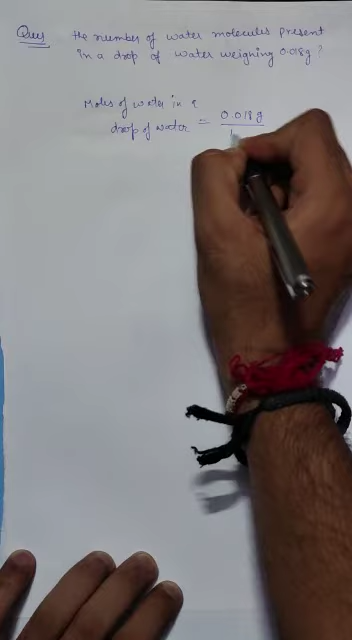 Ques the number of water molecules present
in a drop of water weighing 0.018g?
Moles of water in a
drop of water = 0.018g